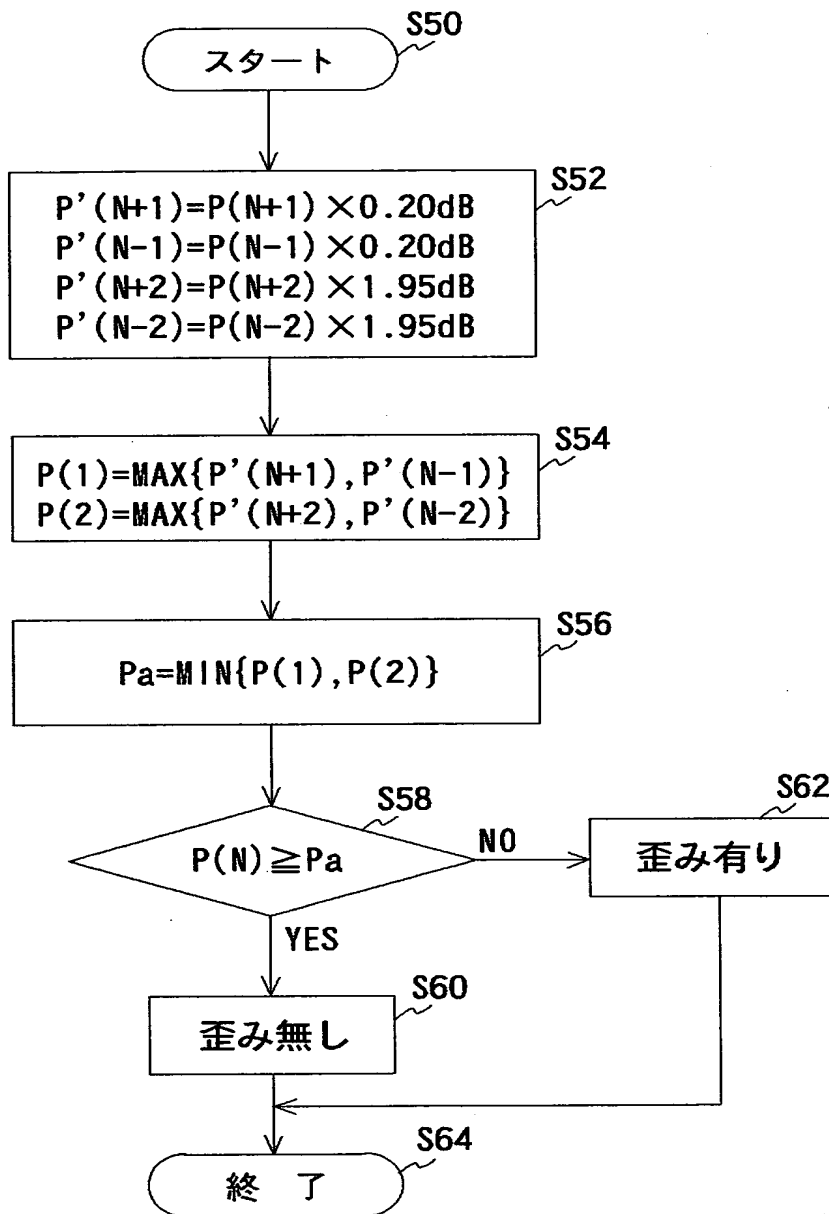 S50
スタート
S52
P'(N+1)=P(N+1)×0.20dB
P'(N-1)=P(N-1)×0.20dB
P'(N+2)=P(N+2)×1.95dB
P'(N-2)=P(N-2)×1.95dB
S54
P(1)=MAX{P'(N+1),P'(N-1)}
P(2)=MAX{P'(N+2),P'(N-2)}
S56
Pa=MIN{P(1),P(2)}
S58
P(N)≧Pa
NO
S62
歪み有り
YES
S60
歪み無し
S64
終 了